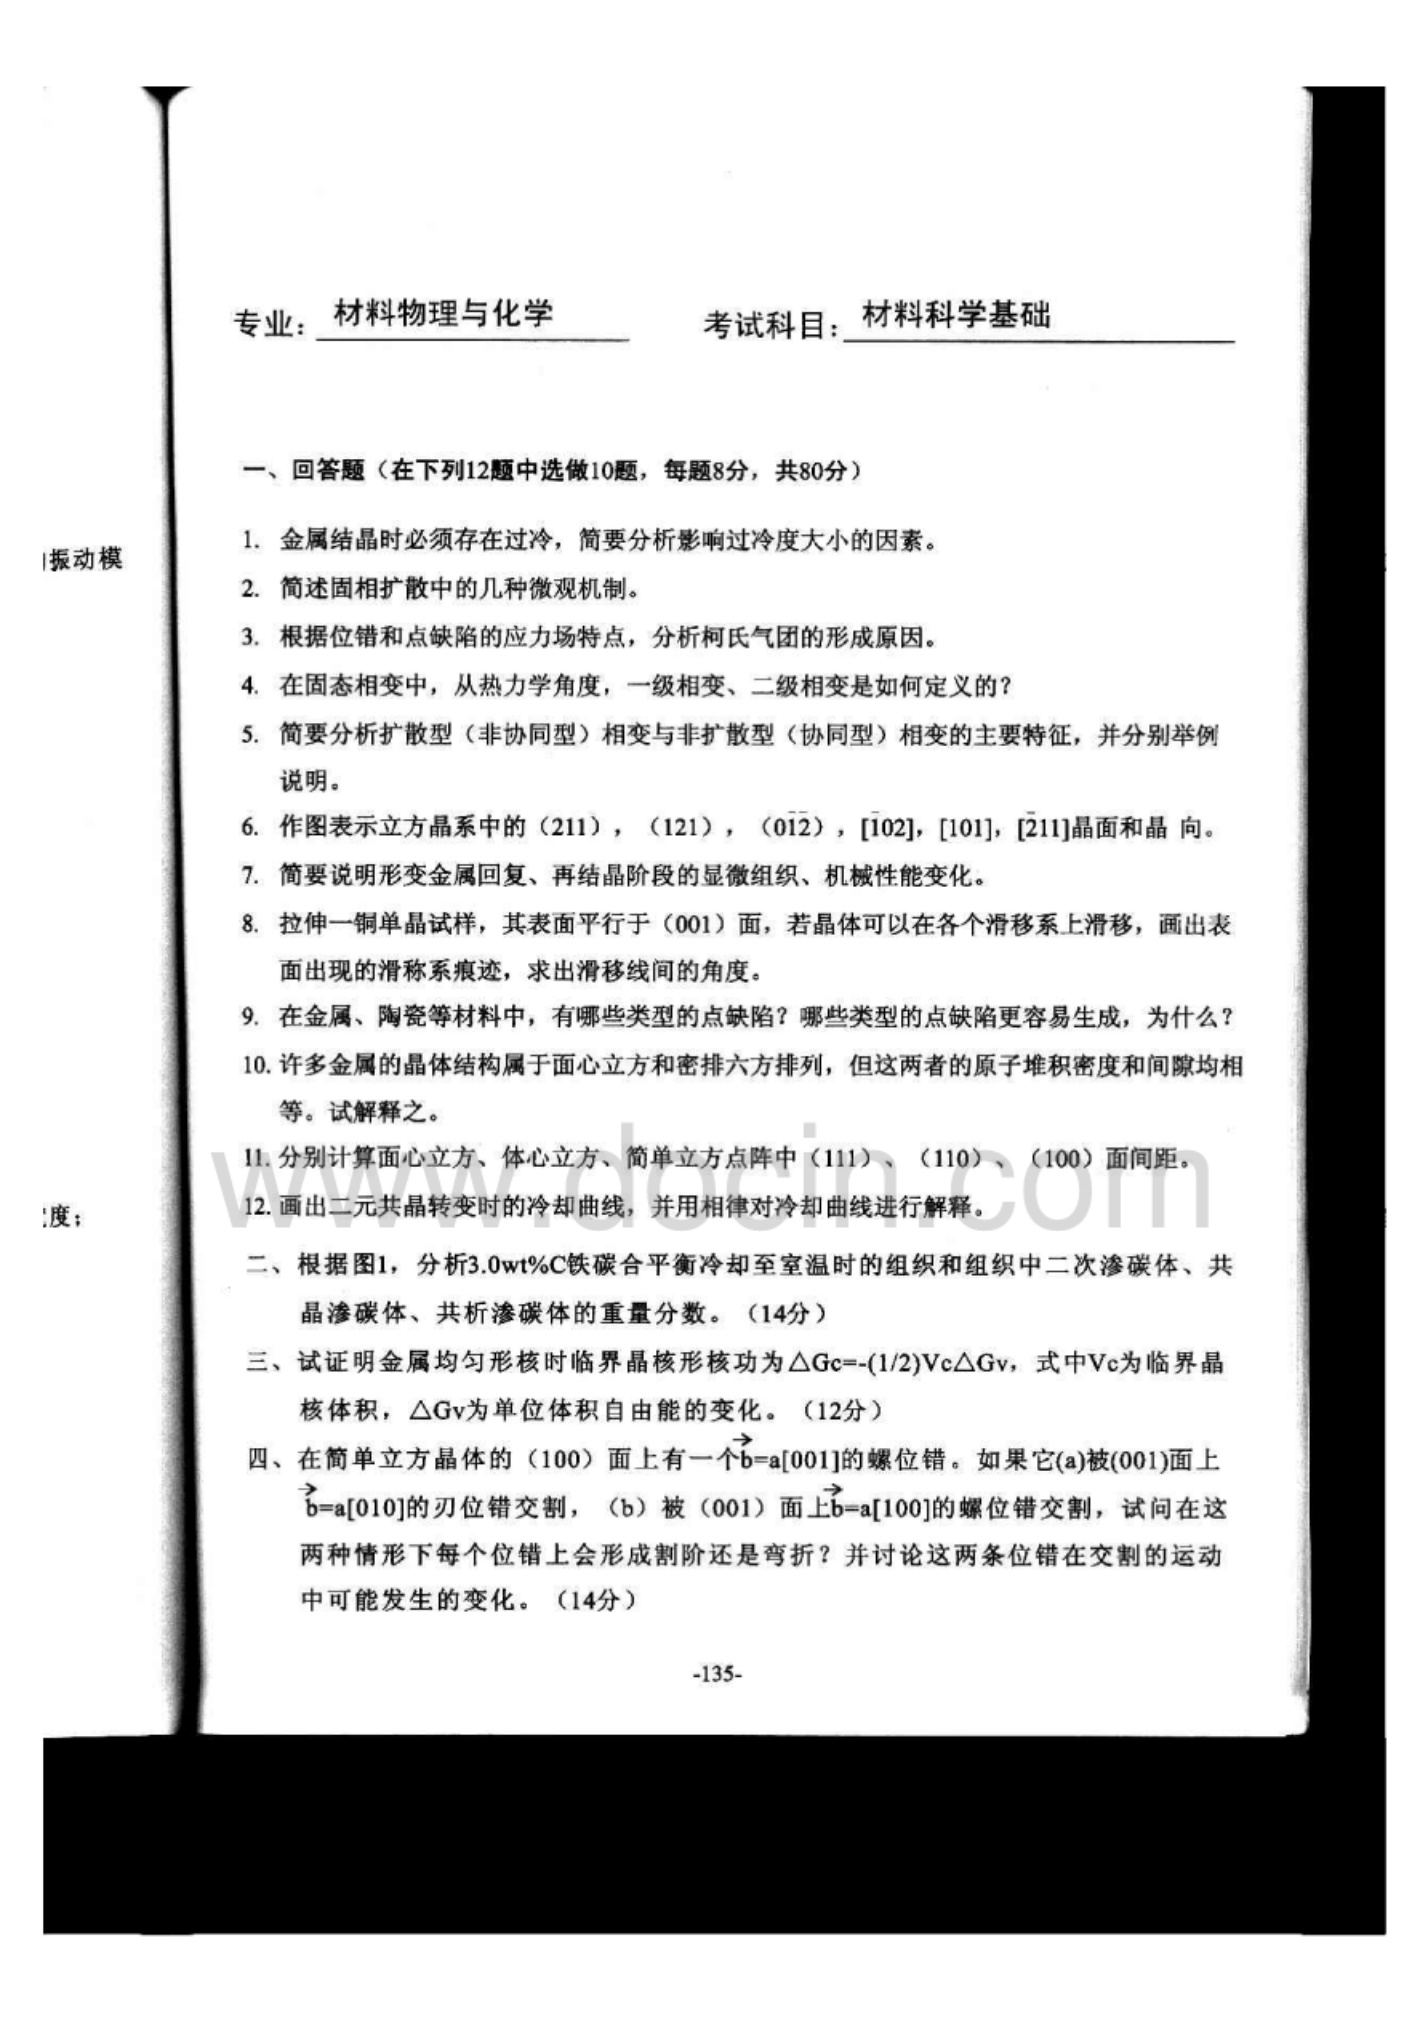 专业: 材料物理与化学 考试科目: 材料科学基础
一、回答题（在下列12题中选做10题，每题8分，共80分）
1. 金属结晶时必须存在过冷，简要分析影响过冷度大小的因素。
振动模
2. 简述固相扩散中的几种微观机制。
3. 根据位错和点缺陷的应力场特点，分析柯氏气团的形成原因。
4. 在固态相变中，从热力学角度，一级相变、二级相变是如何定义的？
5. 简要分析扩散型（非协同型）相变与非扩散型（协同型）相变的主要特征，并分别举例
说明。
6. 作图表示立方晶系中的（211），（121），（01̄2̄），[1̄02]，[101]，[2̄11]晶面和晶 向。
7. 简要说明形变金属回复、再结晶阶段的显微组织、机械性能变化。
8. 拉伸一铜单晶试样，其表面平行于（001）面，若晶体可以在各个滑移系上滑移，画出表
面出现的滑称系痕迹，求出滑移线间的角度。
9. 在金属、陶瓷等材料中，有哪些类型的点缺陷？哪些类型的点缺陷更容易生成，为什么？
10. 许多金属的晶体结构属于面心立方和密排六方排列，但这两者的原子堆积密度和间隙均相
等。试解释之。
11. 分别计算面心立方、体心立方、简单立方点阵中（111）、（110）、（100）面间距。
www.docin.com
12. 画出二元共晶转变时的冷却曲线，并用相律对冷却曲线进行解释。
度；
二、根据图1，分析3.0wt%C铁碳合平衡冷却至室温时的组织和组织中二次渗碳体、共
晶渗碳体、共析渗碳体的重量分数。（14分）
三、试证明金属均匀形核时临界晶核形核功为△Gc=-(1/2)Vc△Gv，式中Vc为临界晶
核体积，△Gv为单位体积自由能的变化。（12分）
四、在简单立方晶体的（100）面上有一个b⃗=a[001]的螺位错。如果它(a)被(001)面上
b⃗=a[010]的刃位错交割，（b）被（001）面上b⃗=a[100]的螺位错交割，试问在这
两种情形下每个位错上会形成割阶还是弯折？并讨论这两条位错在交割的运动
中可能发生的变化。（14分）
-135-